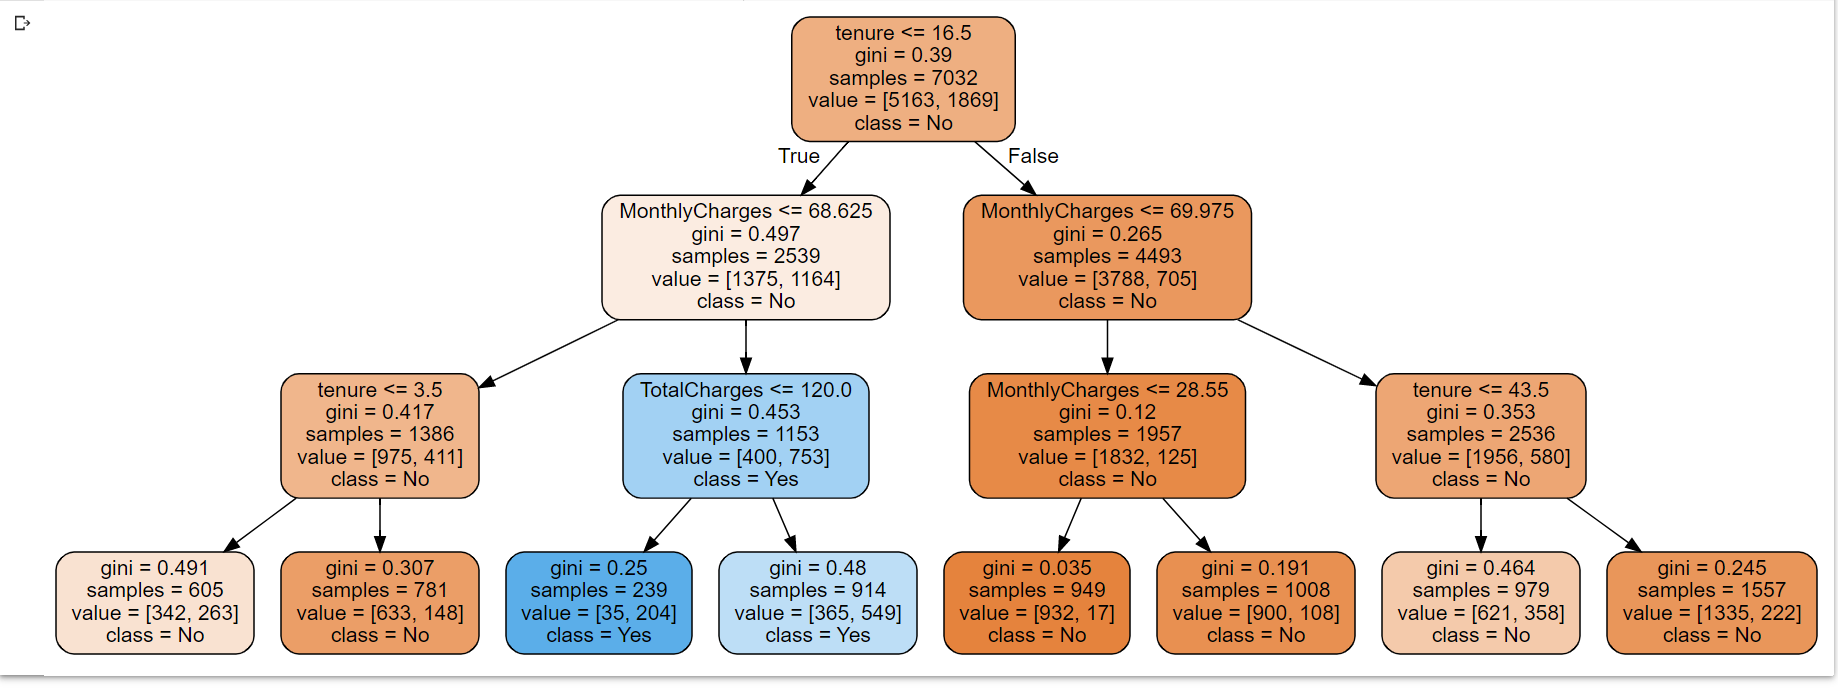 tenure <= 16.5
gini = 0.39
samples = 7032
value = [5163, 1869]
class = No
True
False
MonthlyCharges <= 68.625
gini = 0.497
samples = 2539
value = [1375, 1164]
class = No
MonthlyCharges <= 69.975
gini = 0.265
samples = 4493
value = [3788, 705]
class = No
tenure <= 3.5
gini = 0.417
samples = 1386
value = [975, 411]
class = No
TotalCharges <= 120.0
gini = 0.453
samples = 1153
value = [400, 753]
class = Yes
MonthlyCharges <= 28.55
gini = 0.12
samples = 1957
value = [1832, 125]
class = No
tenure <= 43.5
gini = 0.353
samples = 2536
value = [1956, 580]
class = No
gini = 0.491
samples = 605
value = [342, 263]
class = No
gini = 0.307
samples = 781
value = [633, 148]
class = No
gini = 0.25
samples = 239
value = [35, 204]
class = Yes
gini = 0.48
samples = 914
value = [365, 549]
class = Yes
gini = 0.035
samples = 949
value = [932, 17]
class = No
gini = 0.191
samples = 1008
value = [900, 108]
class = No
gini = 0.464
samples = 979
value = [621, 358]
class = No
gini = 0.245
samples = 1557
value = [1335, 222]
class = No